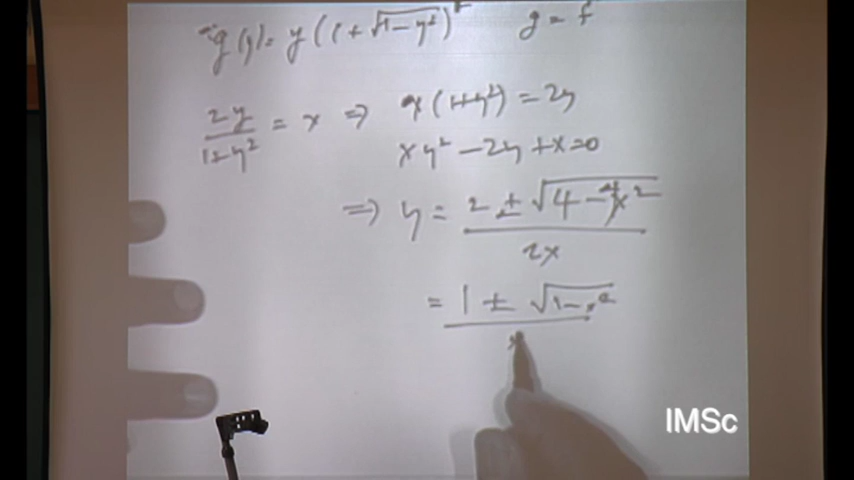 g(y) = y (1 + √1 - y²)   g = f
2y / 1+y² = x ⇒ x (1+y²) = 2y
xy² - 2y + x = 0
⇒ y = 2 ± √4 - 4x² / 2x
= 1 ± √1 - x² / x
IMSc